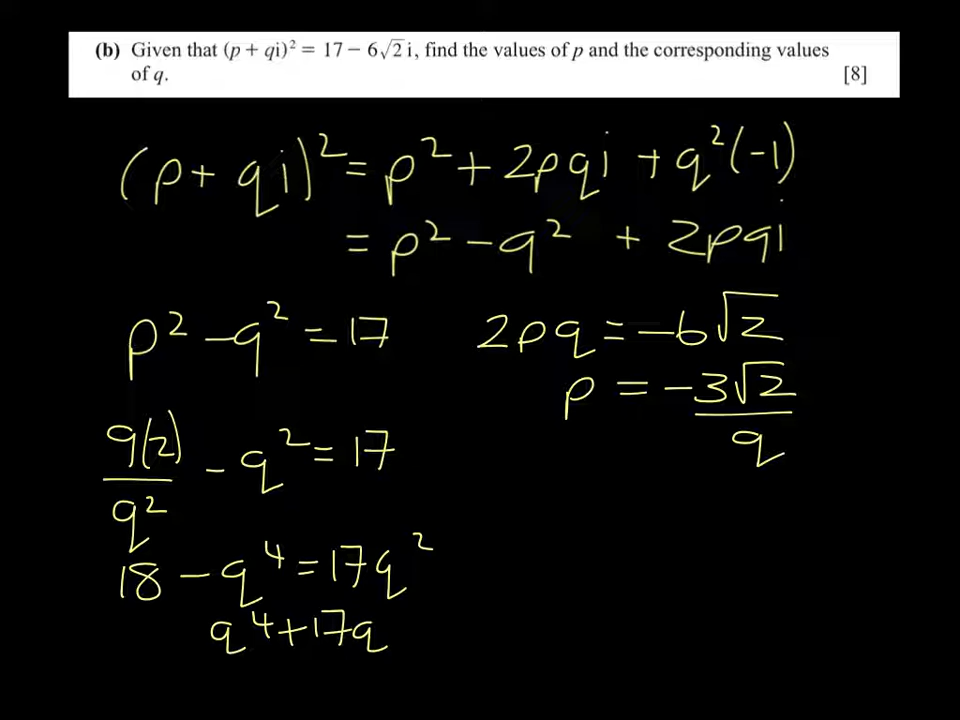 (b) Given that (p + qi)² = 17 − 6√2 i, find the values of p and the corresponding values
of q. [8]
(p + qi)² = p² + 2pqi + q²(-1)
= p² - q² + 2pqi
p² - q² = 17
2pq = -6√2
p = -3√2/q
9(2)/q² - q² = 17
18 - q⁴ = 17q²
q⁴ + 17q